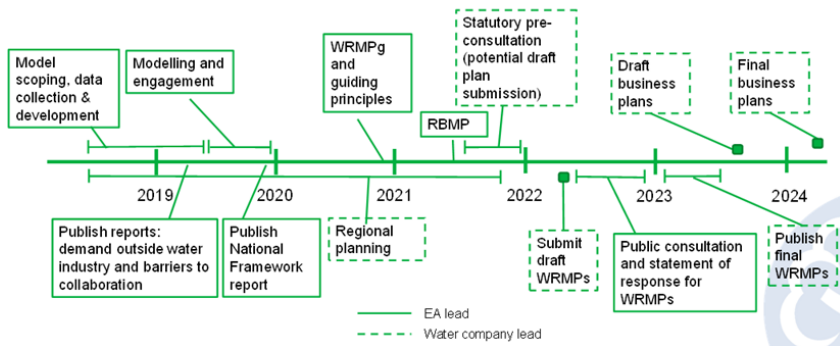 Model
scoping, data
collection &
development
Modelling and
engagement
WRMPg
and
guiding
principles
RBMP
Statutory pre-
consultation
(potential draft
plan
submission)
Draft
business
plans
Final
business
plans
2019
2020
2021
2022
2023
2024
Publish reports:
demand outside water
industry and barriers to
collaboration
Publish
National
Framework
report
Regional
planning
Submit
draft
WRMPs
Public consultation
and statement of
response for
WRMPs
Publish
final
WRMPs
EA lead
Water company lead